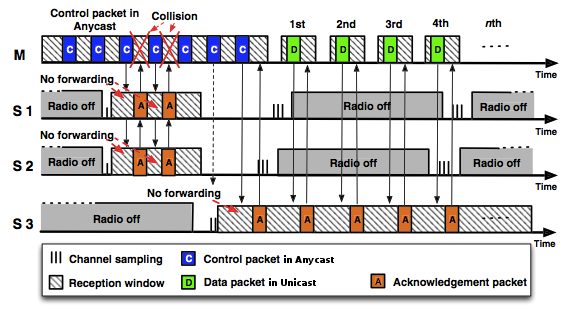 Control packet in
Anycast
Collision
1st
2nd
3rd
4th
nth
M
C
C
C
C
C
C
C
D
D
D
D
Time
No forwarding
S 1
Radio off
A
A
Radio off
Radio off
Time
No forwarding
S 2
Radio off
A
A
Radio off
Radio off
Time
No forwarding
S 3
Radio off
A
A
A
A
A
Time
Channel sampling
C
Control packet in Anycast
Reception window
D
Data packet in Unicast
A
Acknowledgement packet